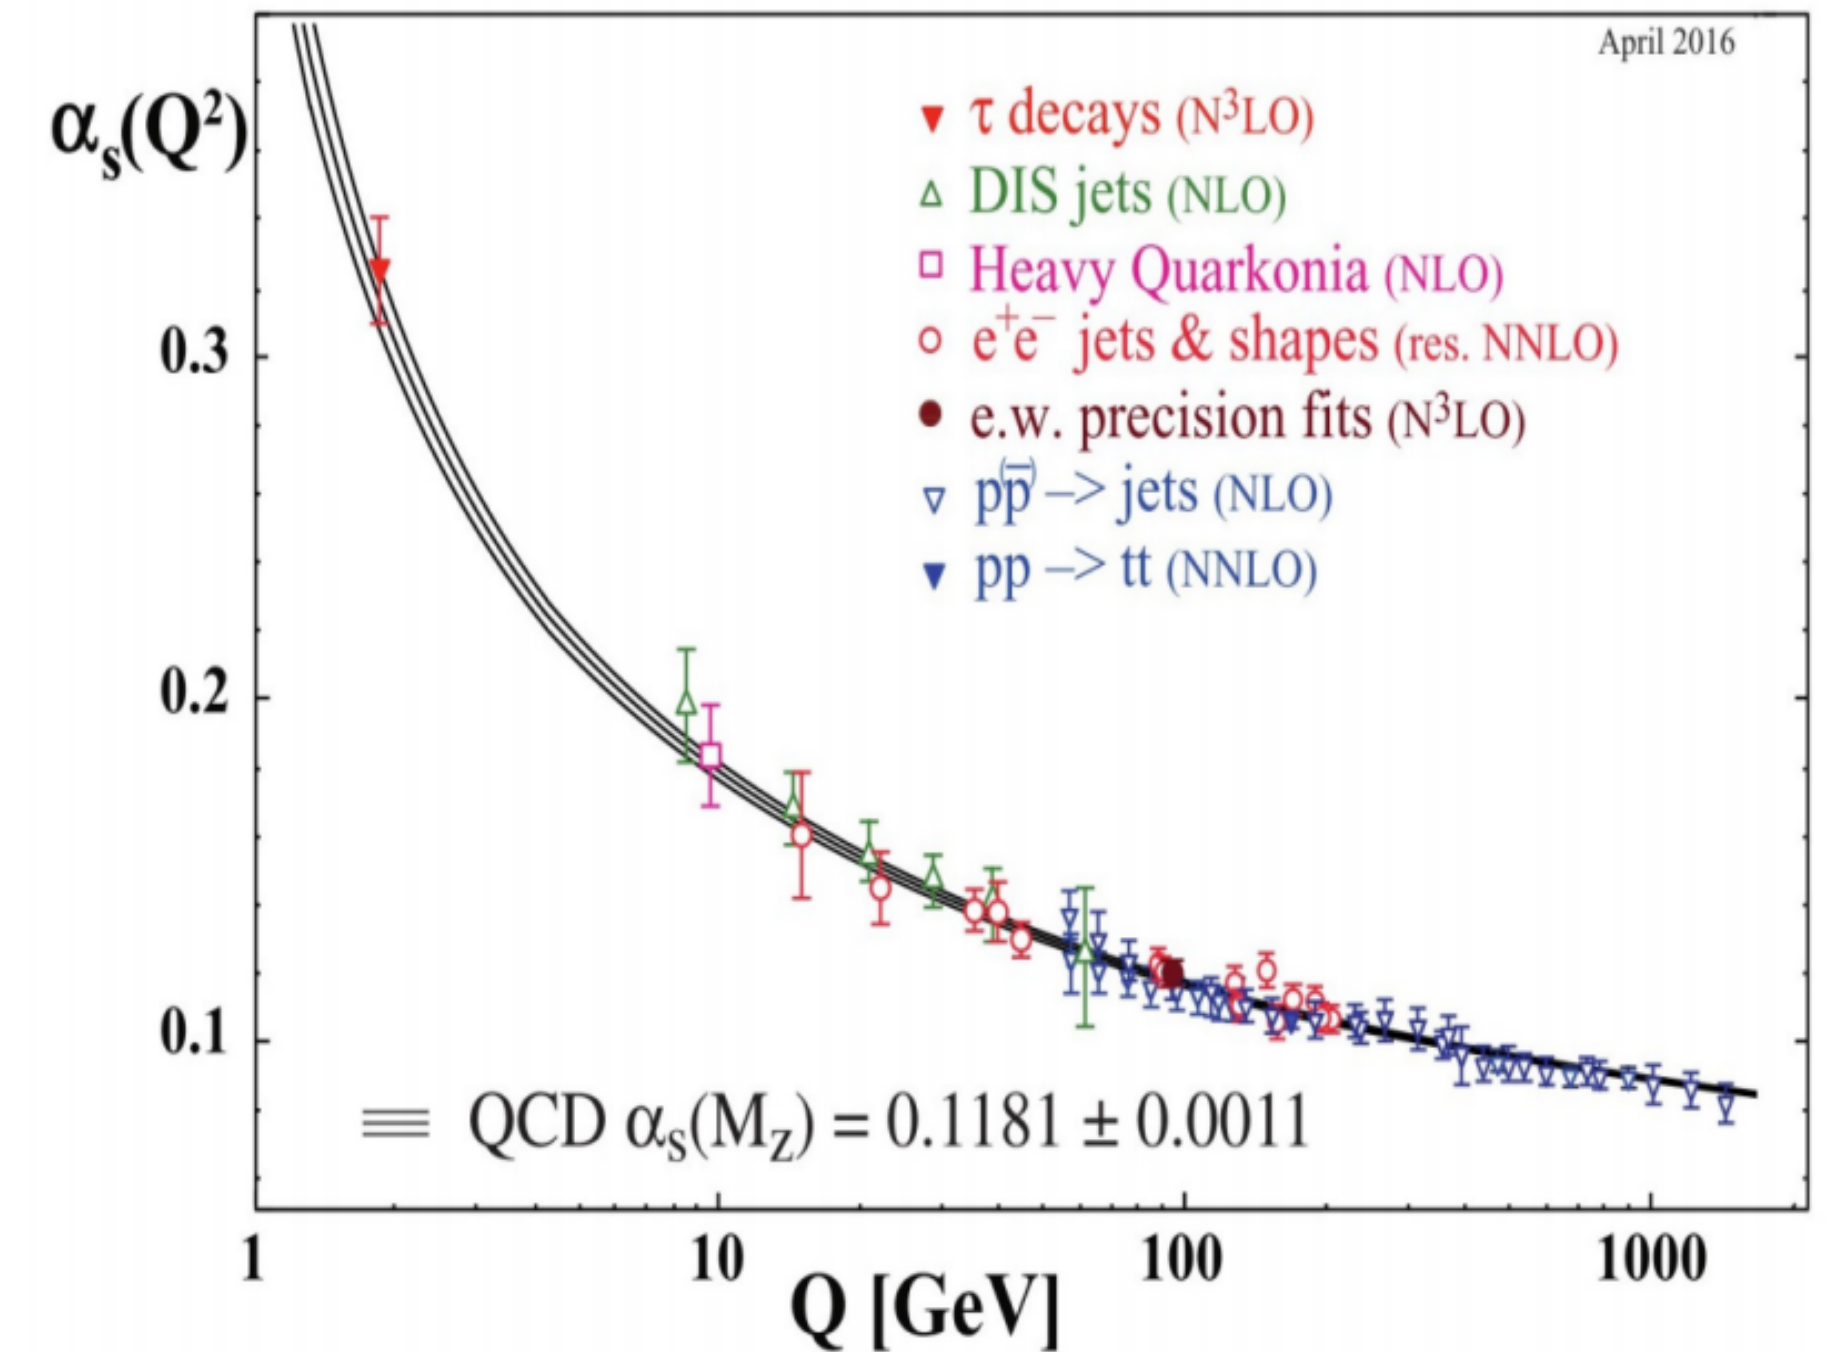 April 2016
αs(Q²)
τ decays (N³LO)
DIS jets (NLO)
Heavy Quarkonia (NLO)
e⁺e⁻ jets & shapes (res. NNLO)
e.w. precision fits (N³LO)
pp(‾) –> jets (NLO)
pp –> tt (NNLO)
0.3
0.2
0.1
QCD αs(Mz) = 0.1181 ± 0.0011
1 10 100 1000
Q [GeV]